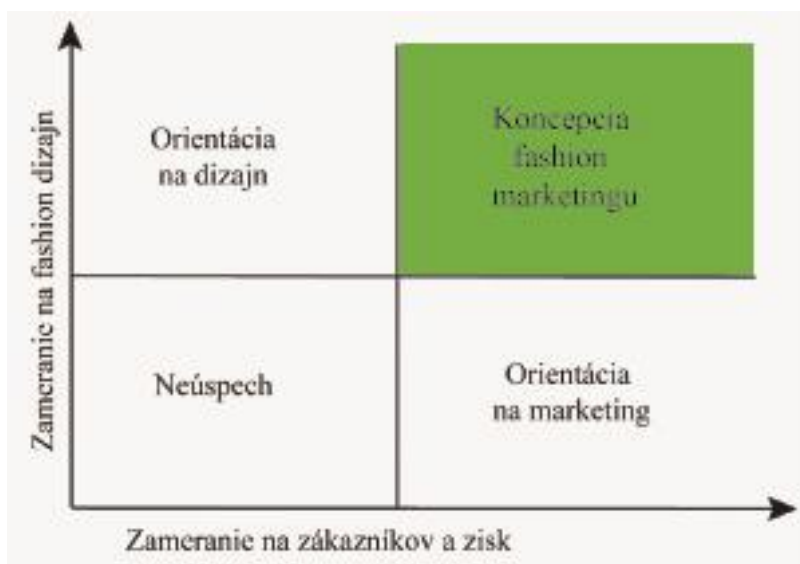 Zameranie na fashion dizajn
Orientácia
na dizajn
Koncepcia
fashion
marketingu
Neúspech
Orientácia
na marketing
Zameranie na zákazníkov a zisk